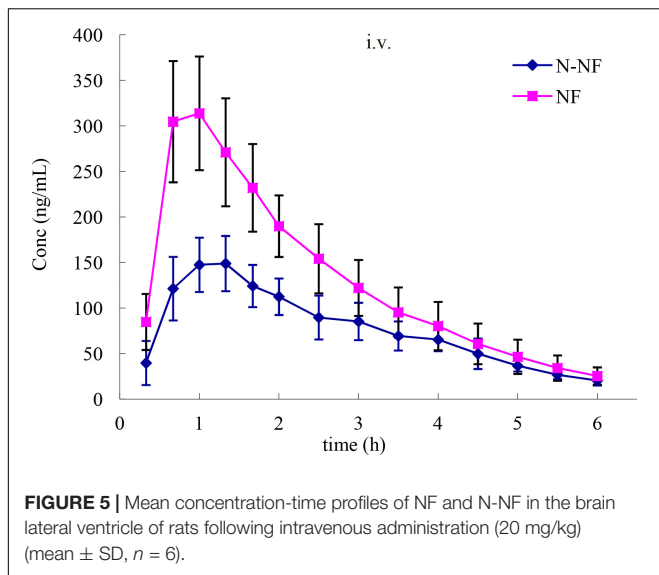 i.v.
N-NF
NF
Conc (ng/mL)
400
350
300
250
200
150
100
50
0
0 1 2 3 4 5 6
time (h)
FIGURE 5 | Mean concentration-time profiles of NF and N-NF in the brain
lateral ventricle of rats following intravenous administration (20 mg/kg)
(mean ± SD, n = 6).